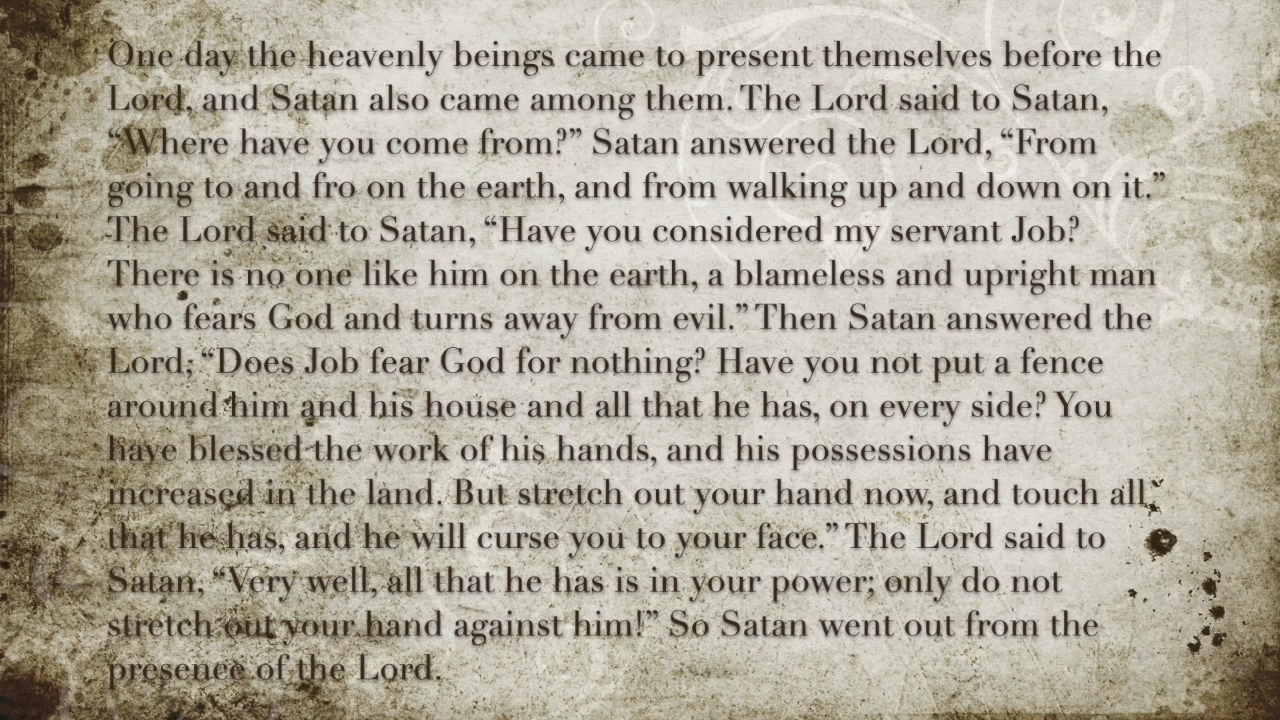 One day the heavenly beings came to present themselves before the
Lord, and Satan also came among them. The Lord said to Satan,
“Where have you come from?” Satan answered the Lord, “From
going to and fro on the earth, and from walking up and down on it.”
The Lord said to Satan, “Have you considered my servant Job?
There is no one like him on the earth, a blameless and upright man
who fears God and turns away from evil.” Then Satan answered the
Lord, “Does Job fear God for nothing? Have you not put a fence
around him and his house and all that he has, on every side? You
have blessed the work of his hands, and his possessions have
increased in the land. But stretch out your hand now, and touch all
that he has, and he will curse you to your face.” The Lord said to
Satan, “Very well, all that he has is in your power; only do not
stretch out your hand against him!” So Satan went out from the
presence of the Lord.